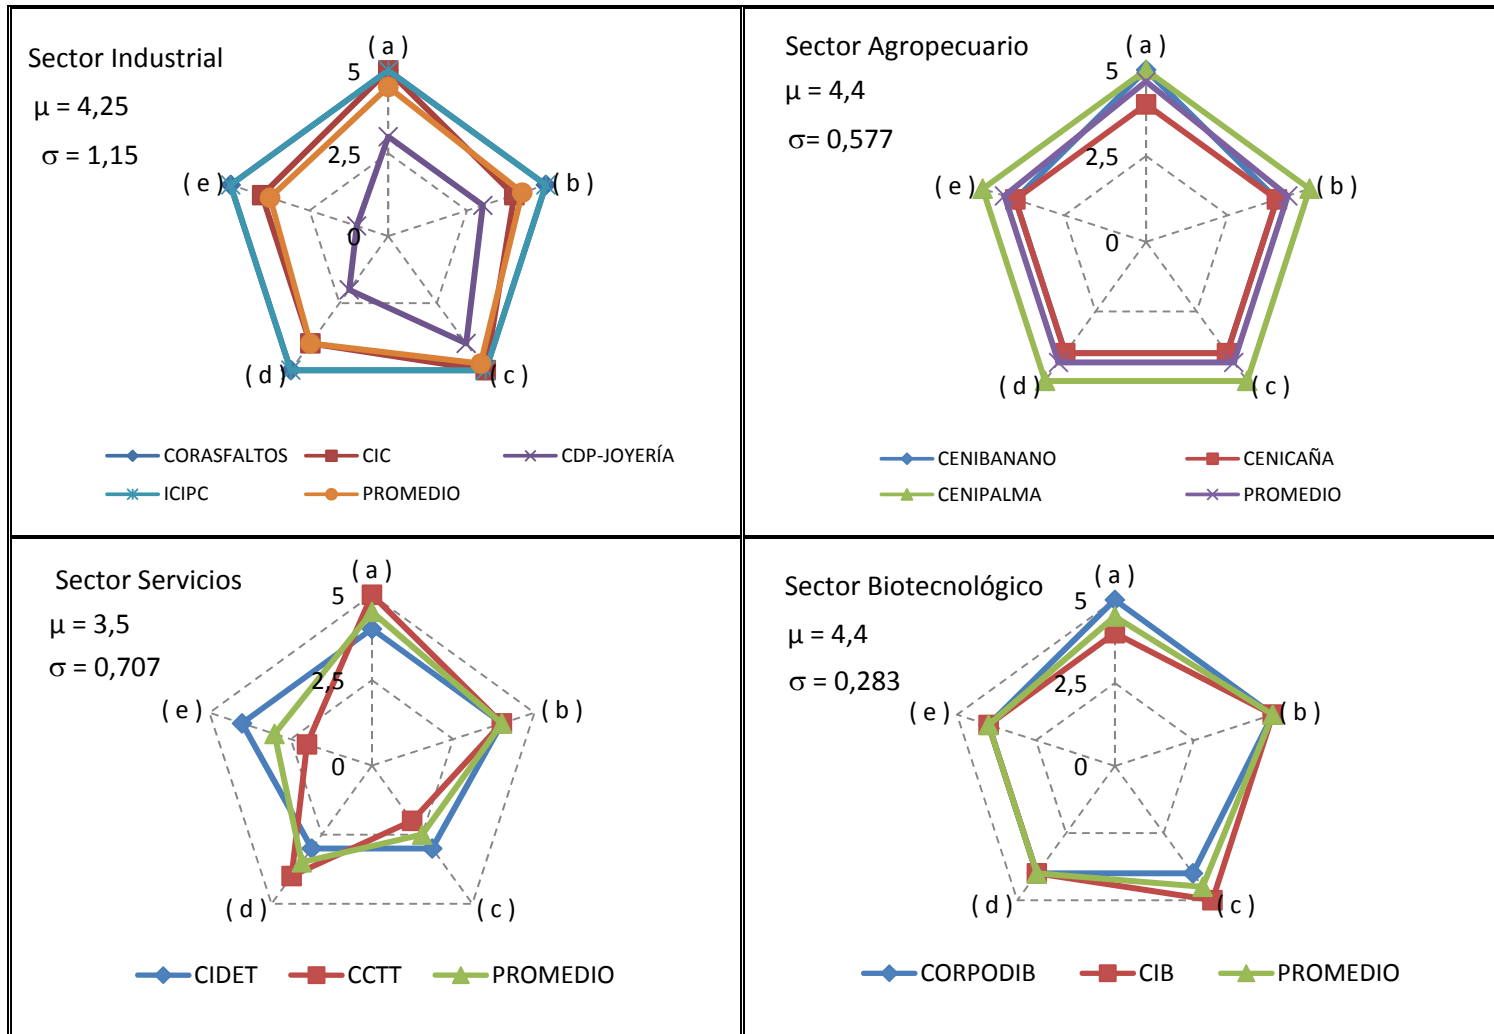 Sector Industrial
μ = 4,25
σ = 1,15
( a )
5
2,5
0
( b )
( c )
( d )
( e )
CORASFALTOS
CIC
CDP-JOYERÍA
ICIPC
PROMEDIO
Sector Agropecuario
μ = 4,4
σ= 0,577
( a )
5
2,5
0
( b )
( c )
( d )
( e )
CENIBANANO
CENICAÑA
CENIPALMA
PROMEDIO
Sector Servicios
μ = 3,5
σ = 0,707
( a )
5
2,5
0
( b )
( c )
( d )
( e )
CIDET
CCTT
PROMEDIO
Sector Biotecnológico
μ = 4,4
σ = 0,283
( a )
5
2,5
0
( b )
( c )
( d )
( e )
CORPODIB
CIB
PROMEDIO